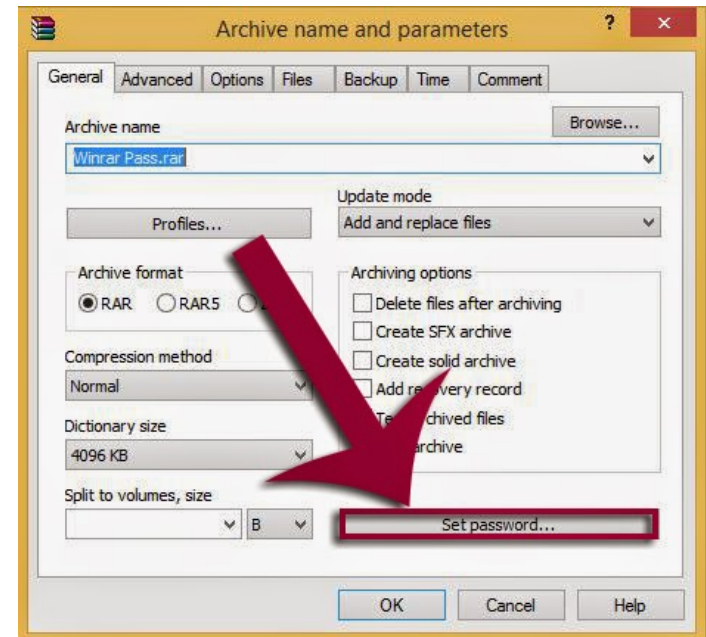 Archive name and parameters ?
General Advanced Options Files Backup Time Comment
Archive name
Browse...
Winrar Pass.rar
Update mode
Profiles...
Add and replace files
Archive format
Archiving options
RAR RAR5
Delete files after archiving
Create SFX archive
Compression method
Create solid archive
Normal
Add recovery record
Dictionary size
files
4096 KB
archive
Split to volumes, size
B
Set password...
OK Cancel Help